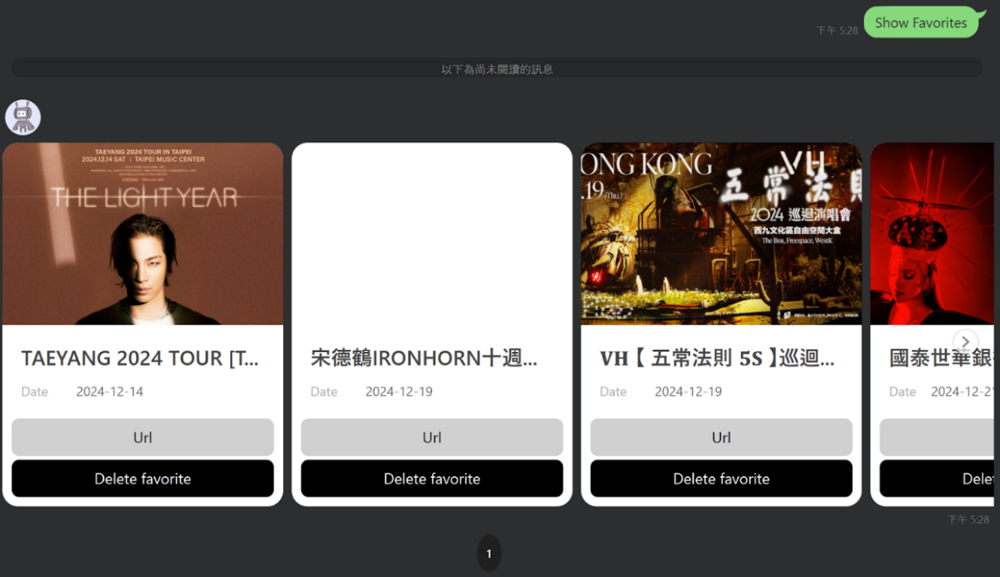 Show Favorites
下午 5:28
以下為尚未閱讀的訊息
TAEYANG 2024 TOUR IN TAIPEI
2024.12.14 SAT | TAIPEI MUSIC CENTER
THE LIGHT YEAR
TAEYANG 2024 TOUR [T...
Date 2024-12-14
Url
Delete favorite
宋德鶴IRONHORN十週...
Date 2024-12-19
Url
Delete favorite
ONG KONG
.19 (Thu.)
VH
五常法則
2024 巡迴演唱會
西九文化區自由空間大盒
The Box, Freespace, WestK
VH【 五常法則 5S 】巡迴...
Date 2024-12-19
Url
Delete favorite
國泰世華銀
Date 2024-12-21
Dele
下午 5:28
1